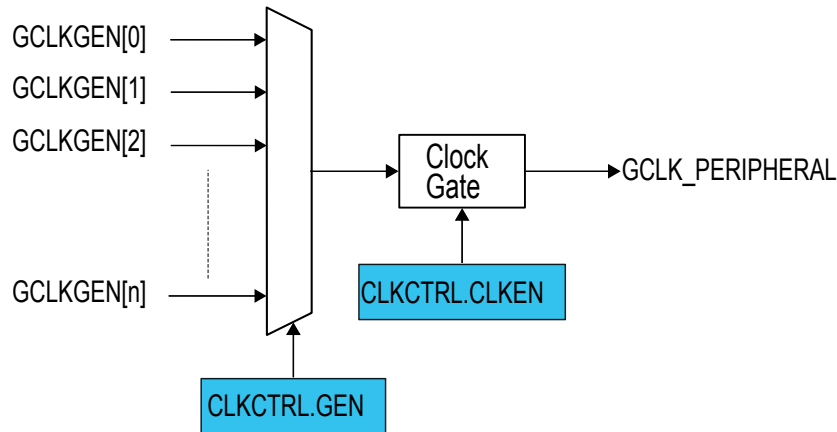 GCLKGEN[0]
GCLKGEN[1]
GCLKGEN[2]
Clock
Gate
GCLK_PERIPHERAL
GCLKGEN[n]
CLKCTRL.CLKEN
CLKCTRL.GEN